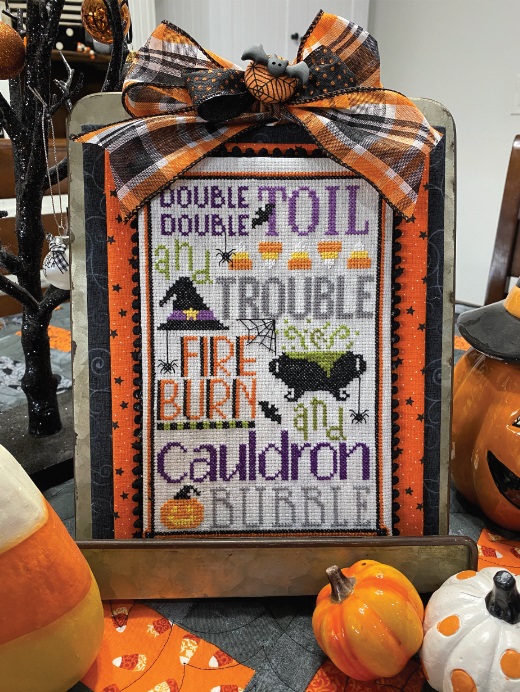 DOUBLE
DOUBLE TOIL
and
TROUBLE
FIRE
BURN
and
cauldron
BUBBLE